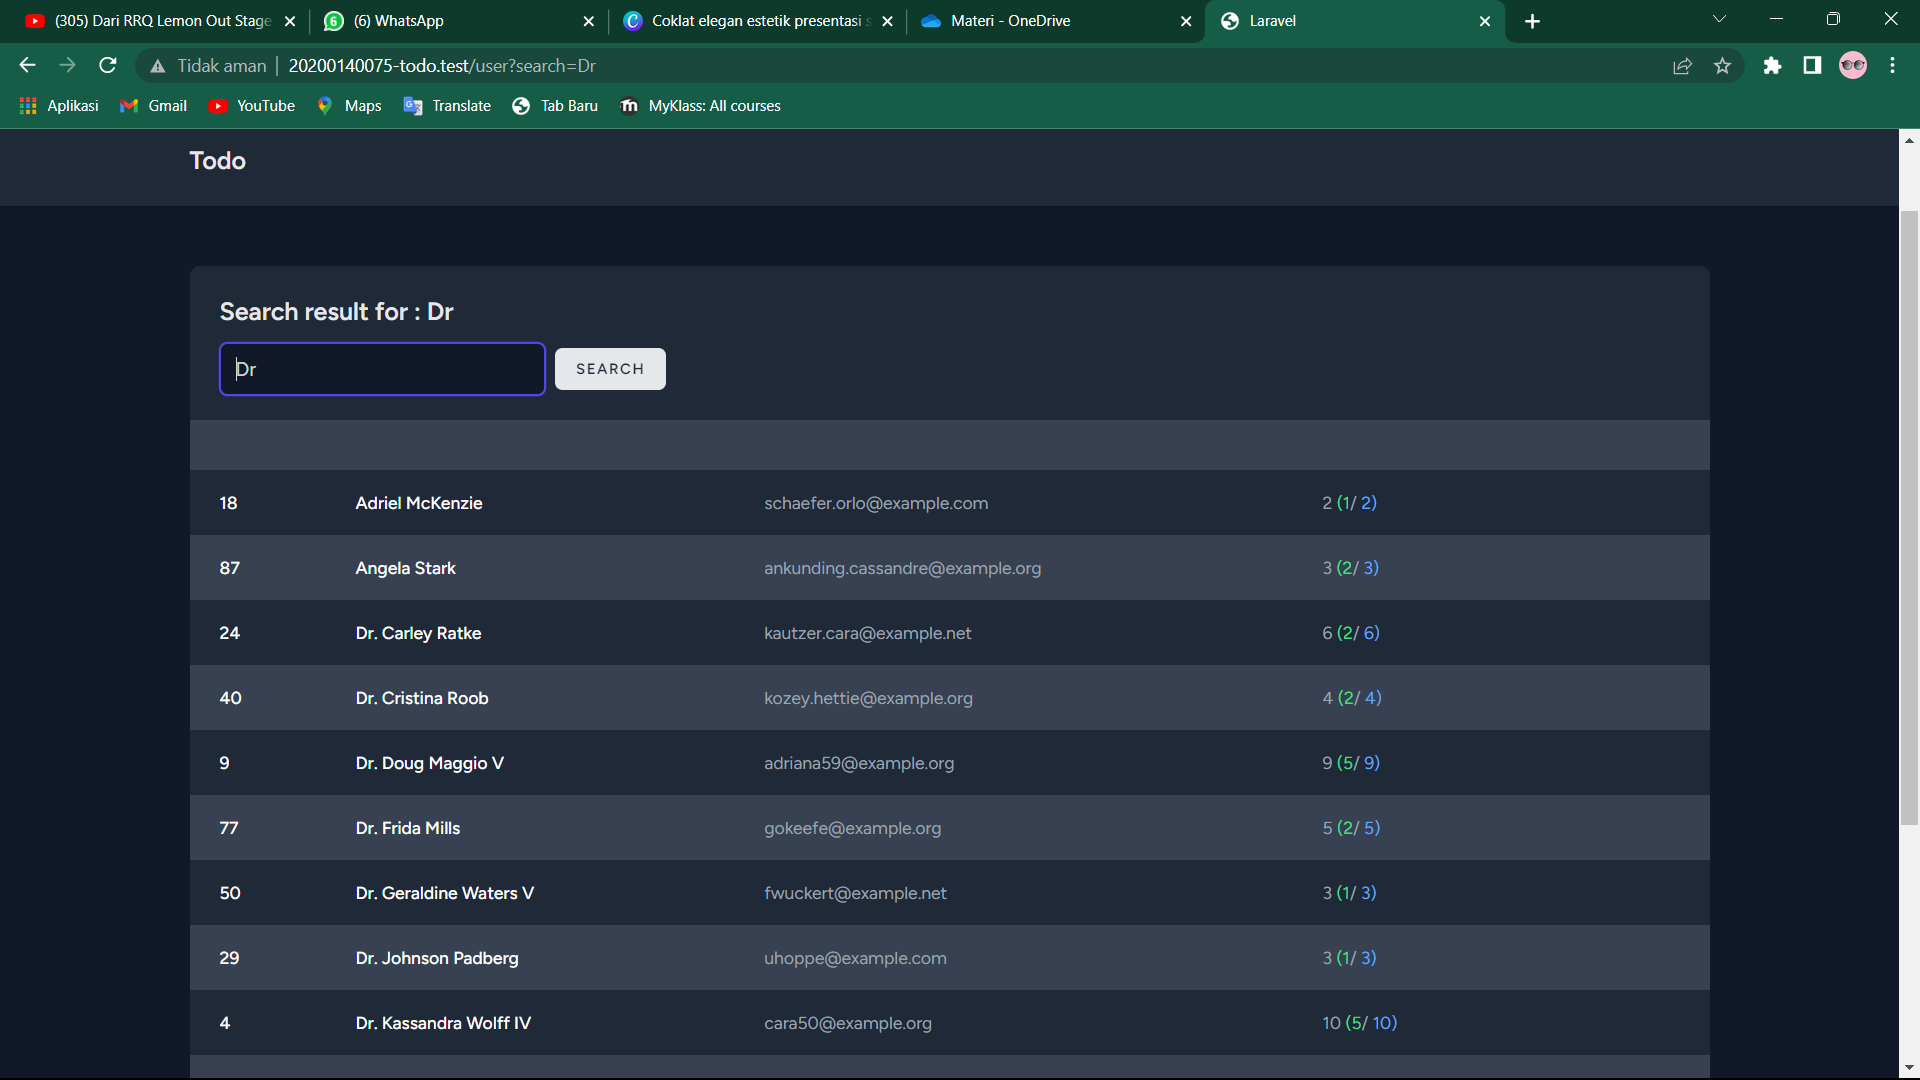 (305) Dari RRQ Lemon Out Stage
6 (6) WhatsApp
Coklat elegan estetik presentasi s
Materi - OneDrive
Laravel
Tidak aman | 20200140075-todo.test/user?search=Dr
Aplikasi Gmail YouTube Maps Translate Tab Baru MyKlass: All courses
Todo
Search result for : Dr
Dr SEARCH
18 Adriel McKenzie schaefer.orlo@example.com 2 (1/ 2)
87 Angela Stark ankunding.cassandre@example.org 3 (2/ 3)
24 Dr. Carley Ratke kautzer.cara@example.net 6 (2/ 6)
40 Dr. Cristina Roob kozey.hettie@example.org 4 (2/ 4)
9 Dr. Doug Maggio V adriana59@example.org 9 (5/ 9)
77 Dr. Frida Mills gokeefe@example.org 5 (2/ 5)
50 Dr. Geraldine Waters V fwuckert@example.net 3 (1/ 3)
29 Dr. Johnson Padberg uhoppe@example.com 3 (1/ 3)
4 Dr. Kassandra Wolff IV cara50@example.org 10 (5/ 10)